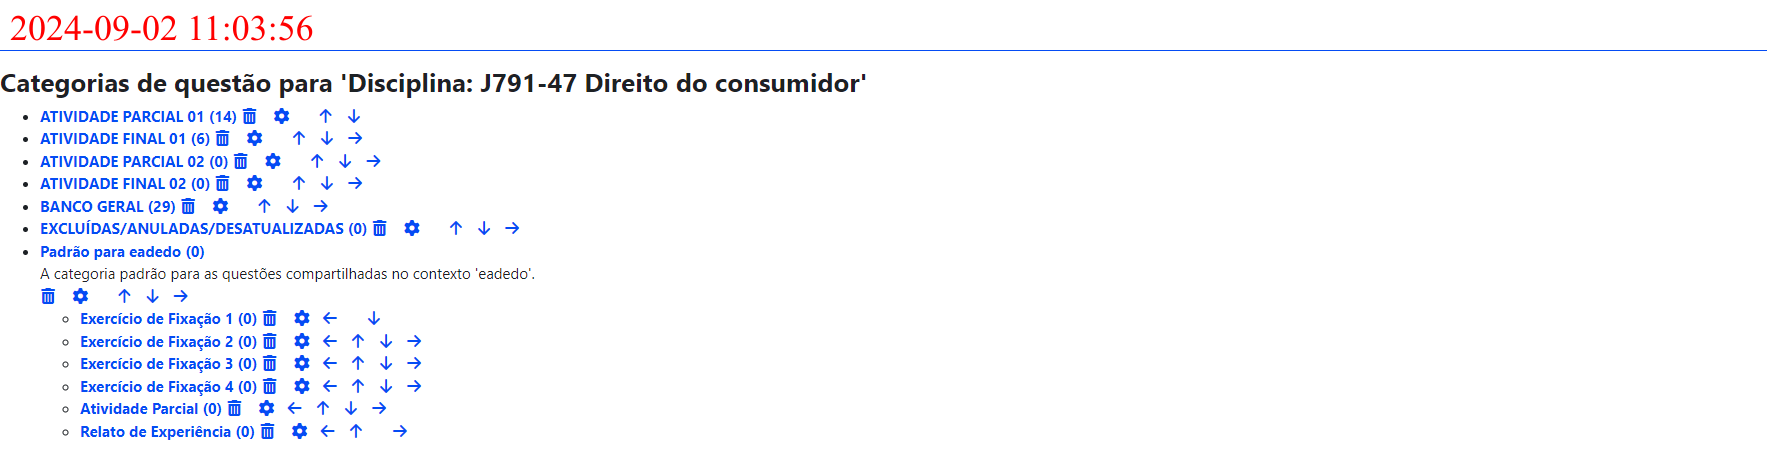 2024-09-02 11:03:56
Categorias de questão para 'Disciplina: J791-47 Direito do consumidor'
ATIVIDADE PARCIAL 01 (14)
ATIVIDADE FINAL 01 (6)
ATIVIDADE PARCIAL 02 (0)
ATIVIDADE FINAL 02 (0)
BANCO GERAL (29)
EXCLUÍDAS/ANULADAS/DESATUALIZADAS (0)
Padrão para eadedo (0)
A categoria padrão para as questões compartilhadas no contexto 'eadedo'.
Exercício de Fixação 1 (0)
Exercício de Fixação 2 (0)
Exercício de Fixação 3 (0)
Exercício de Fixação 4 (0)
Atividade Parcial (0)
Relato de Experiência (0)